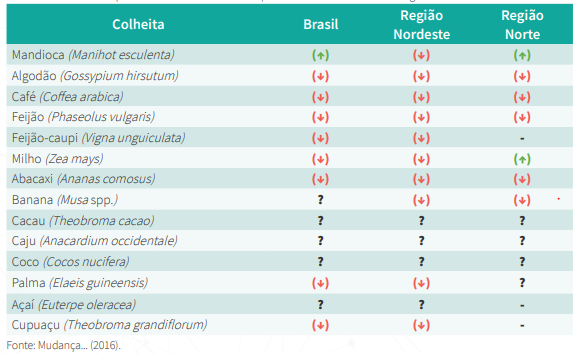 Colheita Brasil Região Nordeste Região Norte
Mandioca (Manihot esculenta) (↑) (↓) (↑)
Algodão (Gossypium hirsutum) (↓) (↓) (↓)
Café (Coffea arabica) (↓) (↓) (↓)
Feijão (Phaseolus vulgaris) (↓) (↓) (↓)
Feijão-caupi (Vigna unguiculata) (↓) (↓) -
Milho (Zea mays) (↓) (↓) (↑)
Abacaxi (Ananas comosus) (↓) (↓) (↓)
Banana (Musa spp.) ? (↓) (↓)
Cacau (Theobroma cacao) ? ? ?
Caju (Anacardium occidentale) ? ? ?
Coco (Cocos nucifera) ? ? ?
Palma (Elaeis guineensis) (↓) (↓) ?
Açaí (Euterpe oleracea) ? ? -
Cupuaçu (Theobroma grandiflorum) (↓) (↓) -
Fonte: Mudança... (2016).